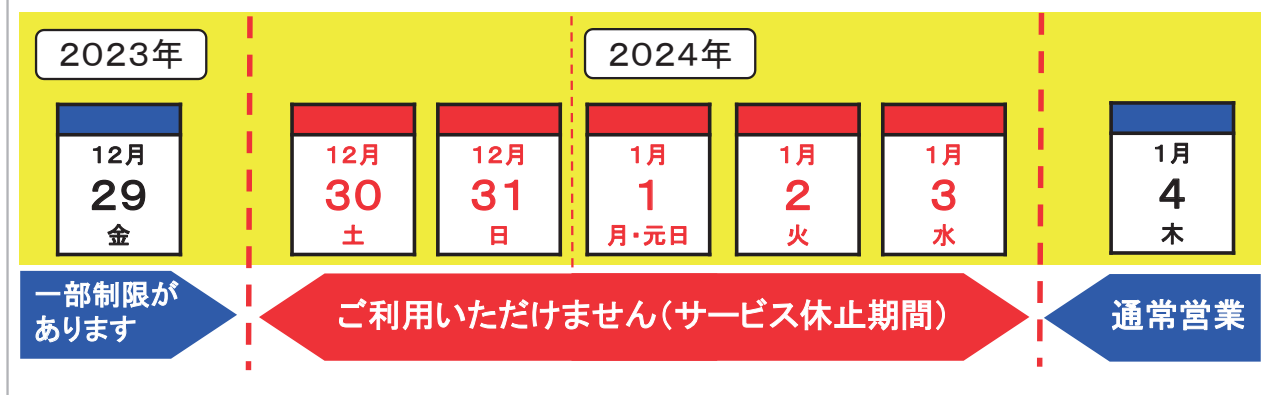 2023年
2024年
12月
29
金
12月
30
土
12月
31
日
1月
1
月・元日
1月
2
火
1月
3
水
1月
4
木
一部制限が
あります
ご利用いただけません(サービス休止期間)
通常営業